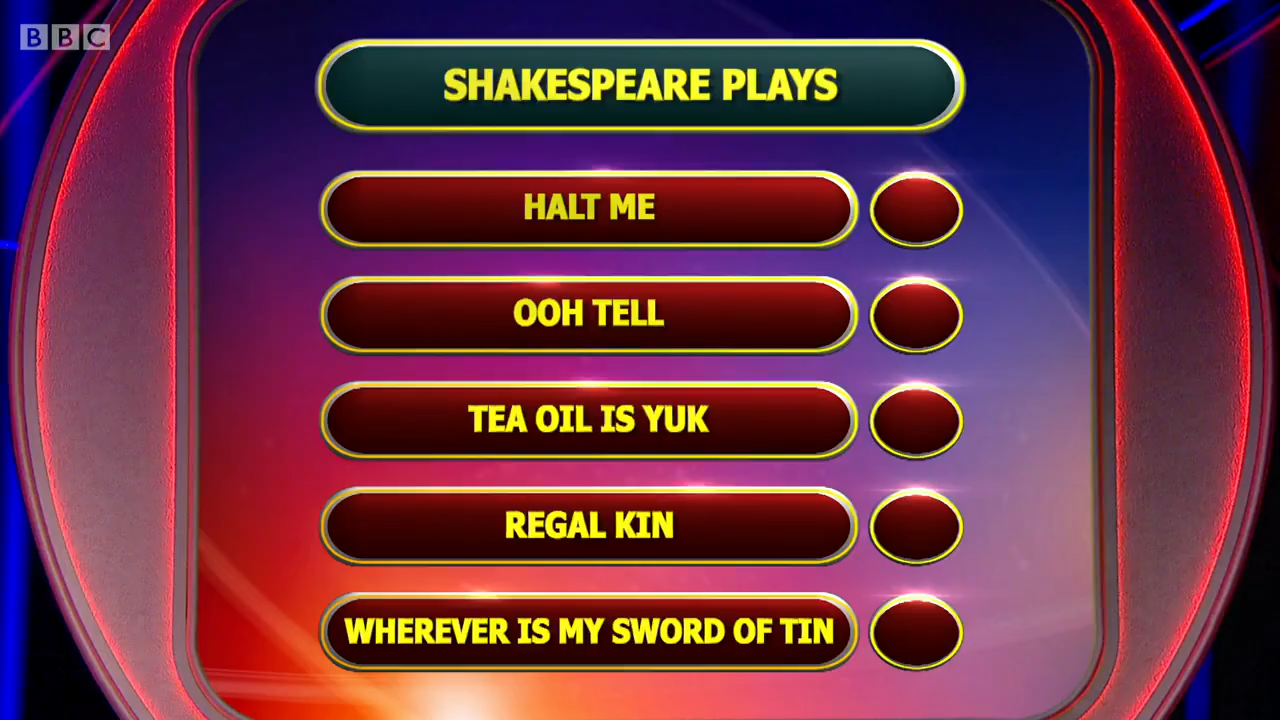 BBC
SHAKESPEARE PLAYS
HALT ME
OOH TELL
TEA OIL IS YUK
REGAL KIN
WHEREVER IS MY SWORD OF TIN